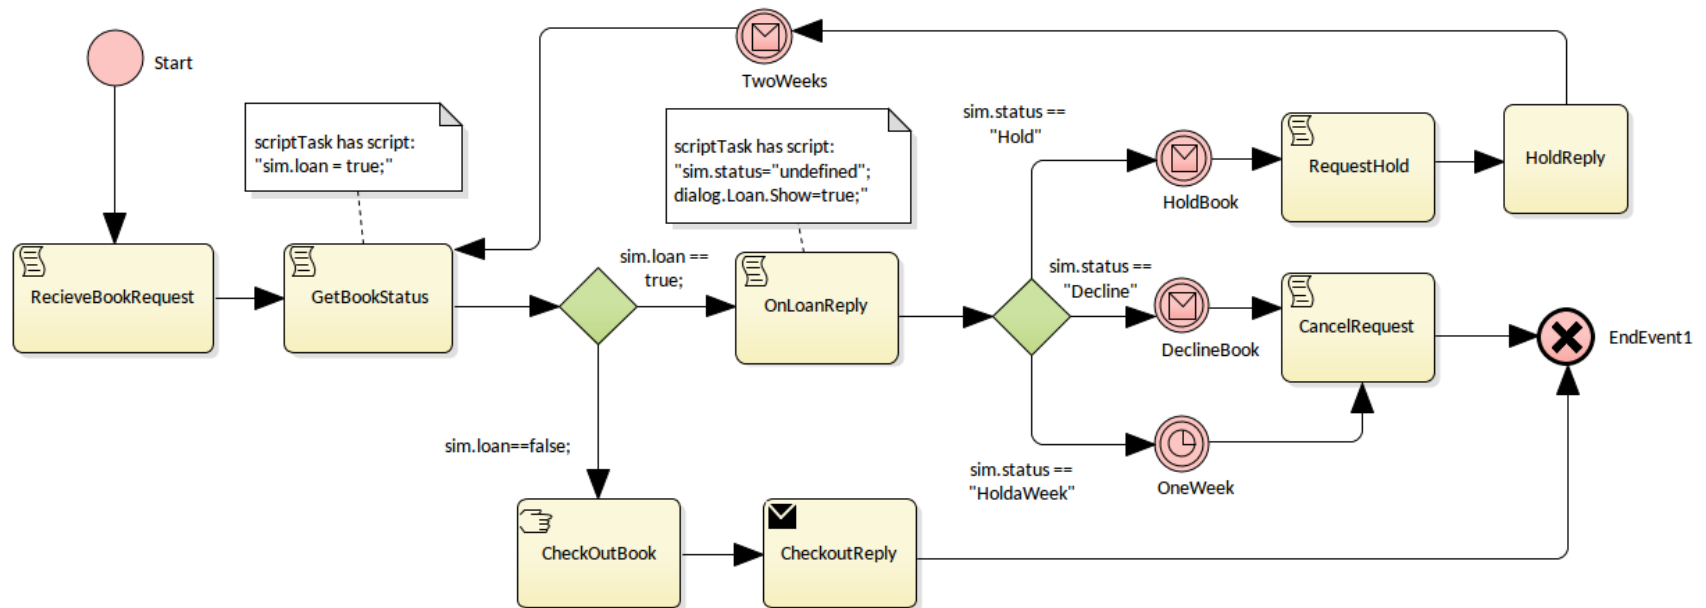 Start
TwoWeeks
scriptTask has script:
"sim.loan = true;"
scriptTask has script:
"sim.status="undefined";
dialog.Loan.Show=true;"
sim.status ==
"Hold"
HoldBook
RequestHold
HoldReply
RecieveBookRequest
GetBookStatus
sim.loan ==
true;
OnLoanReply
sim.status ==
"Decline"
DeclineBook
CancelRequest
EndEvent1
sim.loan==false;
sim.status ==
"HoldaWeek"
OneWeek
CheckOutBook
CheckoutReply